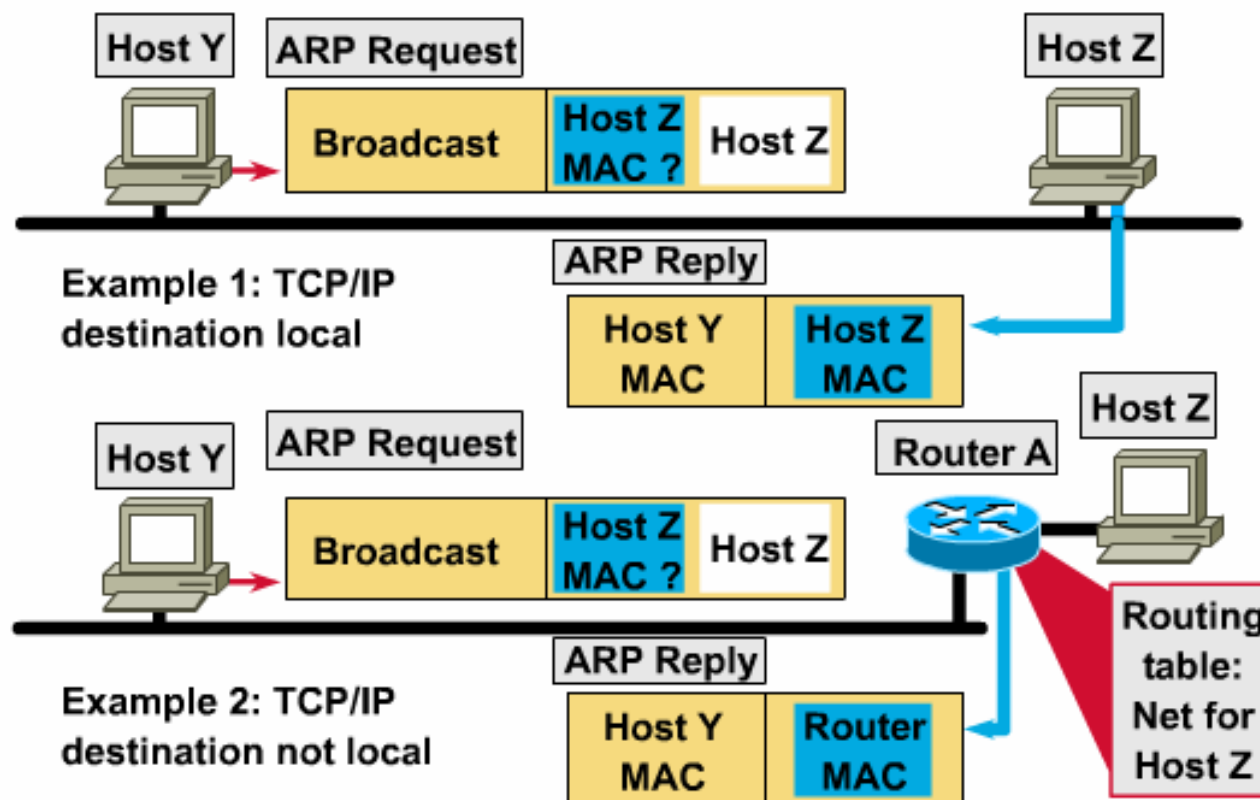 Host Y
ARP Request
Host Z
Broadcast
Host Z
MAC ?
Host Z
Example 1: TCP/IP
destination local
ARP Reply
Host Y
MAC
Host Z
MAC
Host Y
ARP Request
Router A
Host Z
Broadcast
Host Z
MAC ?
Host Z
Example 2: TCP/IP
destination not local
ARP Reply
Host Y
MAC
Router
MAC
Routing
table:
Net for
Host Z